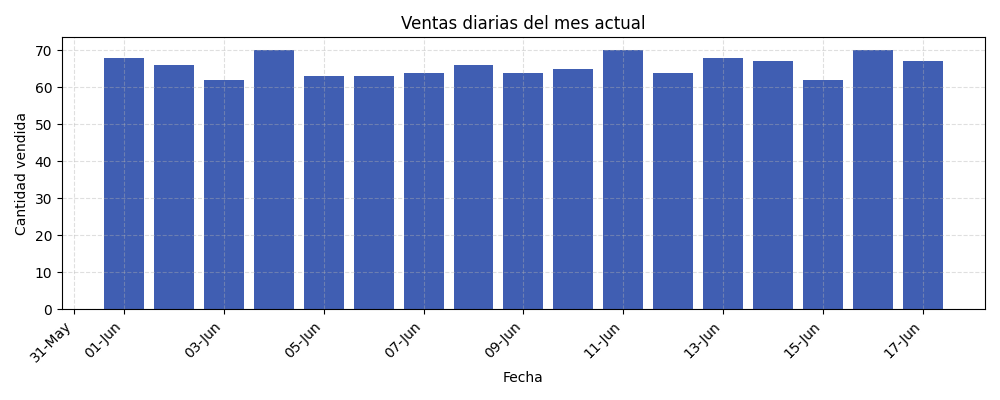 Ventas diarias del mes actual
Cantidad vendida
70
60
50
40
30
20
10
0
31-May
01-Jun
03-Jun
05-Jun
07-Jun
09-Jun
11-Jun
13-Jun
15-Jun
17-Jun
Fecha